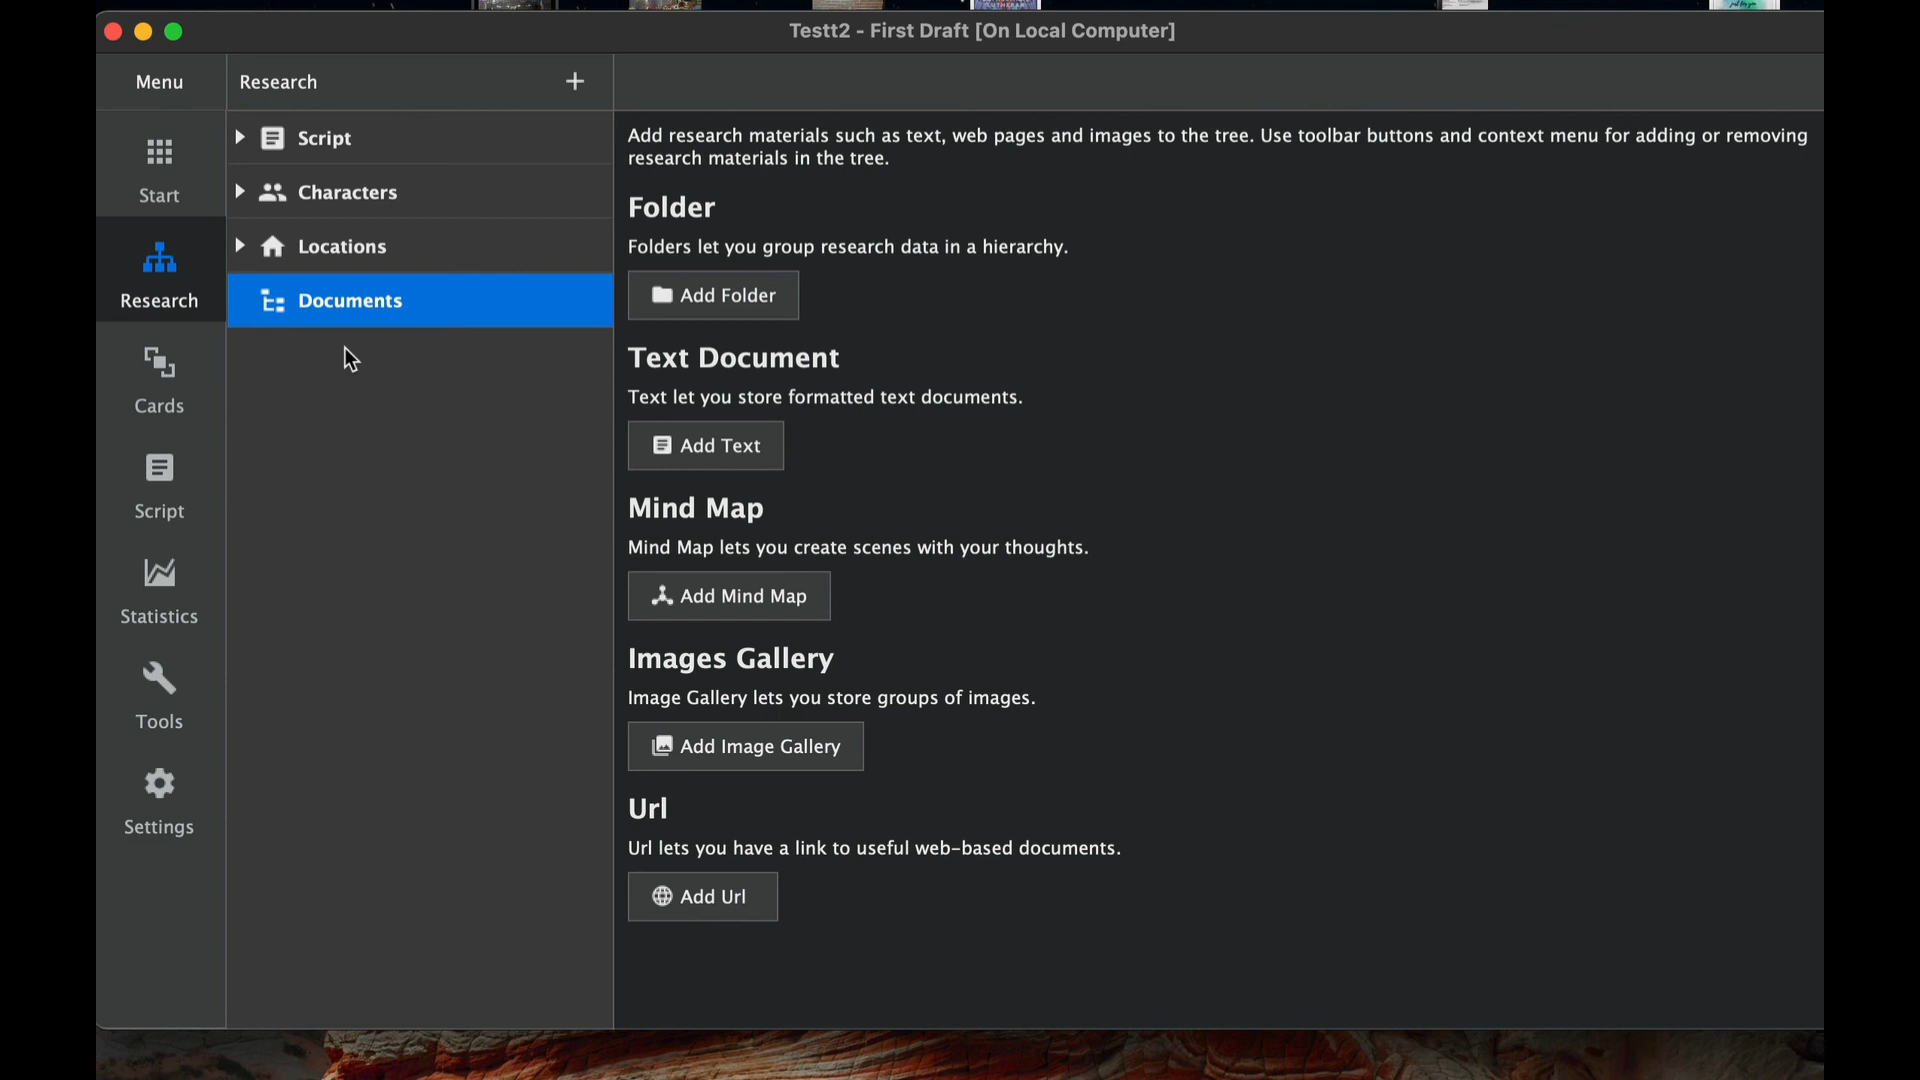 Testt2 - First Draft [On Local Computer]
Menu
Research
Start
Research
Cards
Script
Statistics
Tools
Settings
Script
Characters
Locations
Documents
Add research materials such as text, web pages and images to the tree. Use toolbar buttons and context menu for adding or removing
research materials in the tree.
Folder
Folders let you group research data in a hierarchy.
Add Folder
Text Document
Text let you store formatted text documents.
Add Text
Mind Map
Mind Map lets you create scenes with your thoughts.
Add Mind Map
Images Gallery
Image Gallery lets you store groups of images.
Add Image Gallery
Url
Url lets you have a link to useful web-based documents.
Add Url